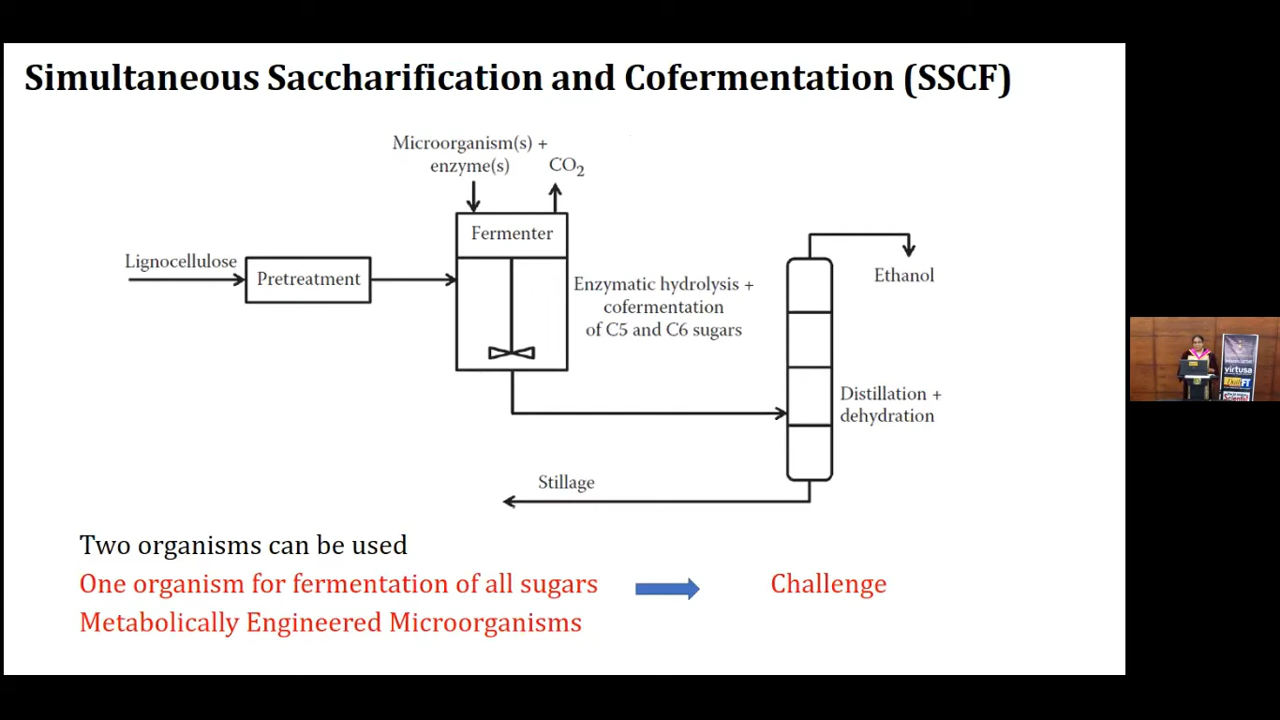 Simultaneous Saccharification and Cofermentation (SSCF)
Microorganism(s) +
enzyme(s)
CO2
Fermenter
Lignocellulose
Pretreatment
Enzymatic hydrolysis +
cofermentation
of C5 and C6 sugars
Ethanol
Distillation +
dehydration
Stillage
Two organisms can be used
One organism for fermentation of all sugars
Challenge
Metabolically Engineered Microorganisms
virtusa